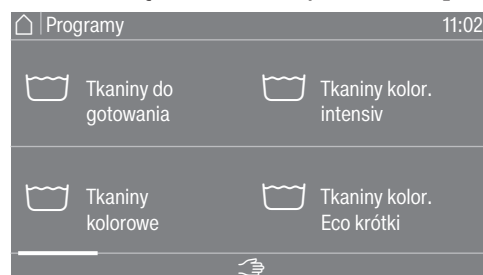 Programy 11:02
Tkaniny do
gotowania
Tkaniny kolor.
intensiv
Tkaniny
kolorowe
Tkaniny kolor.
Eco krótki